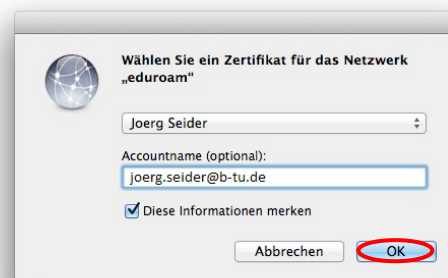 Wählen Sie ein Zertifikat für das Netzwerk
„eduroam“
Joerg Seider
Accountname (optional):
joerg.seider@b-tu.de
Diese Informationen merken
Abbrechen OK